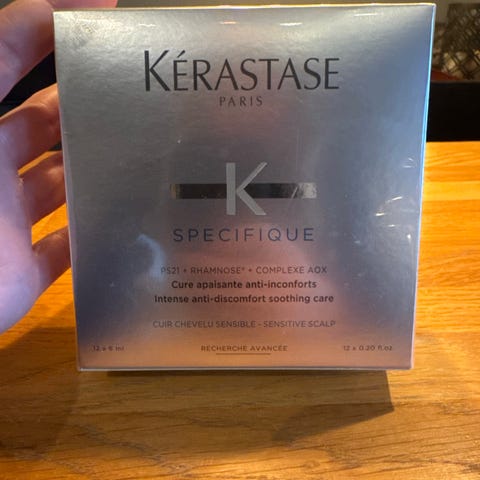 KÉRASTASE
PARIS
K
SPECIFIQUE
PS21 + RHAMNOSE® + COMPLEXE AOX
Cure apaisante anti-inconforts
Intense anti-discomfort soothing care
CUIR CHEVELU SENSIBLE - SENSITIVE SCALP
12 x 6 ml
RECHERCHE AVANCÉE
12 x 0.20 fl.oz